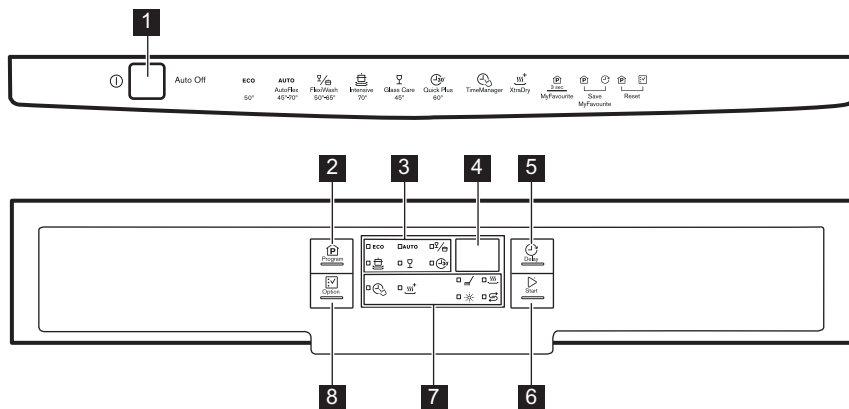 1
Auto Off
ECO
50°
AUTO
AutoFlex
45°-70°
FlexiWash
50°-65°
Intensive
70°
Glass Care
45°
30'
Quick Plus
60°
TimeManager
XtraDry
P
3 sec
MyFavourite
P
Save
MyFavourite
P
Reset
2
3
4
5
P
Program
ECO
AUTO
30'
Delay
Option
Start
8
7
6